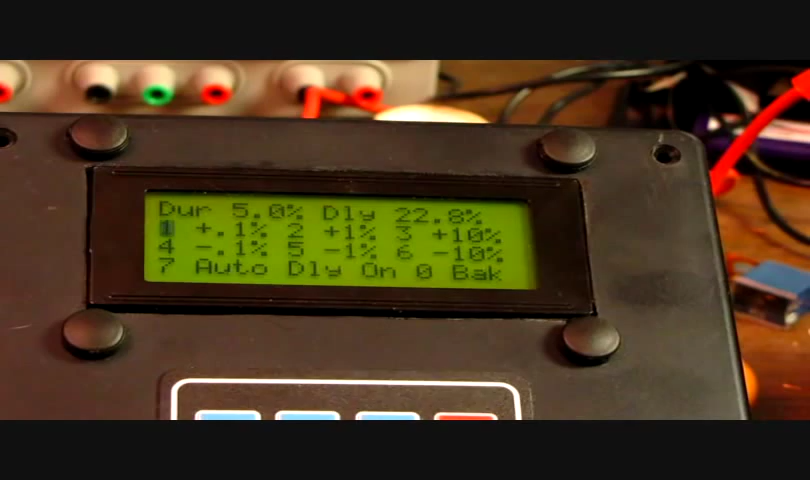 Dur 5.0% Dly 22.8%
1 +.1% 2 +1% 3 +10%
4 -.1% 5 -1% 6 -10%
7 Auto Dly On 0 Bak